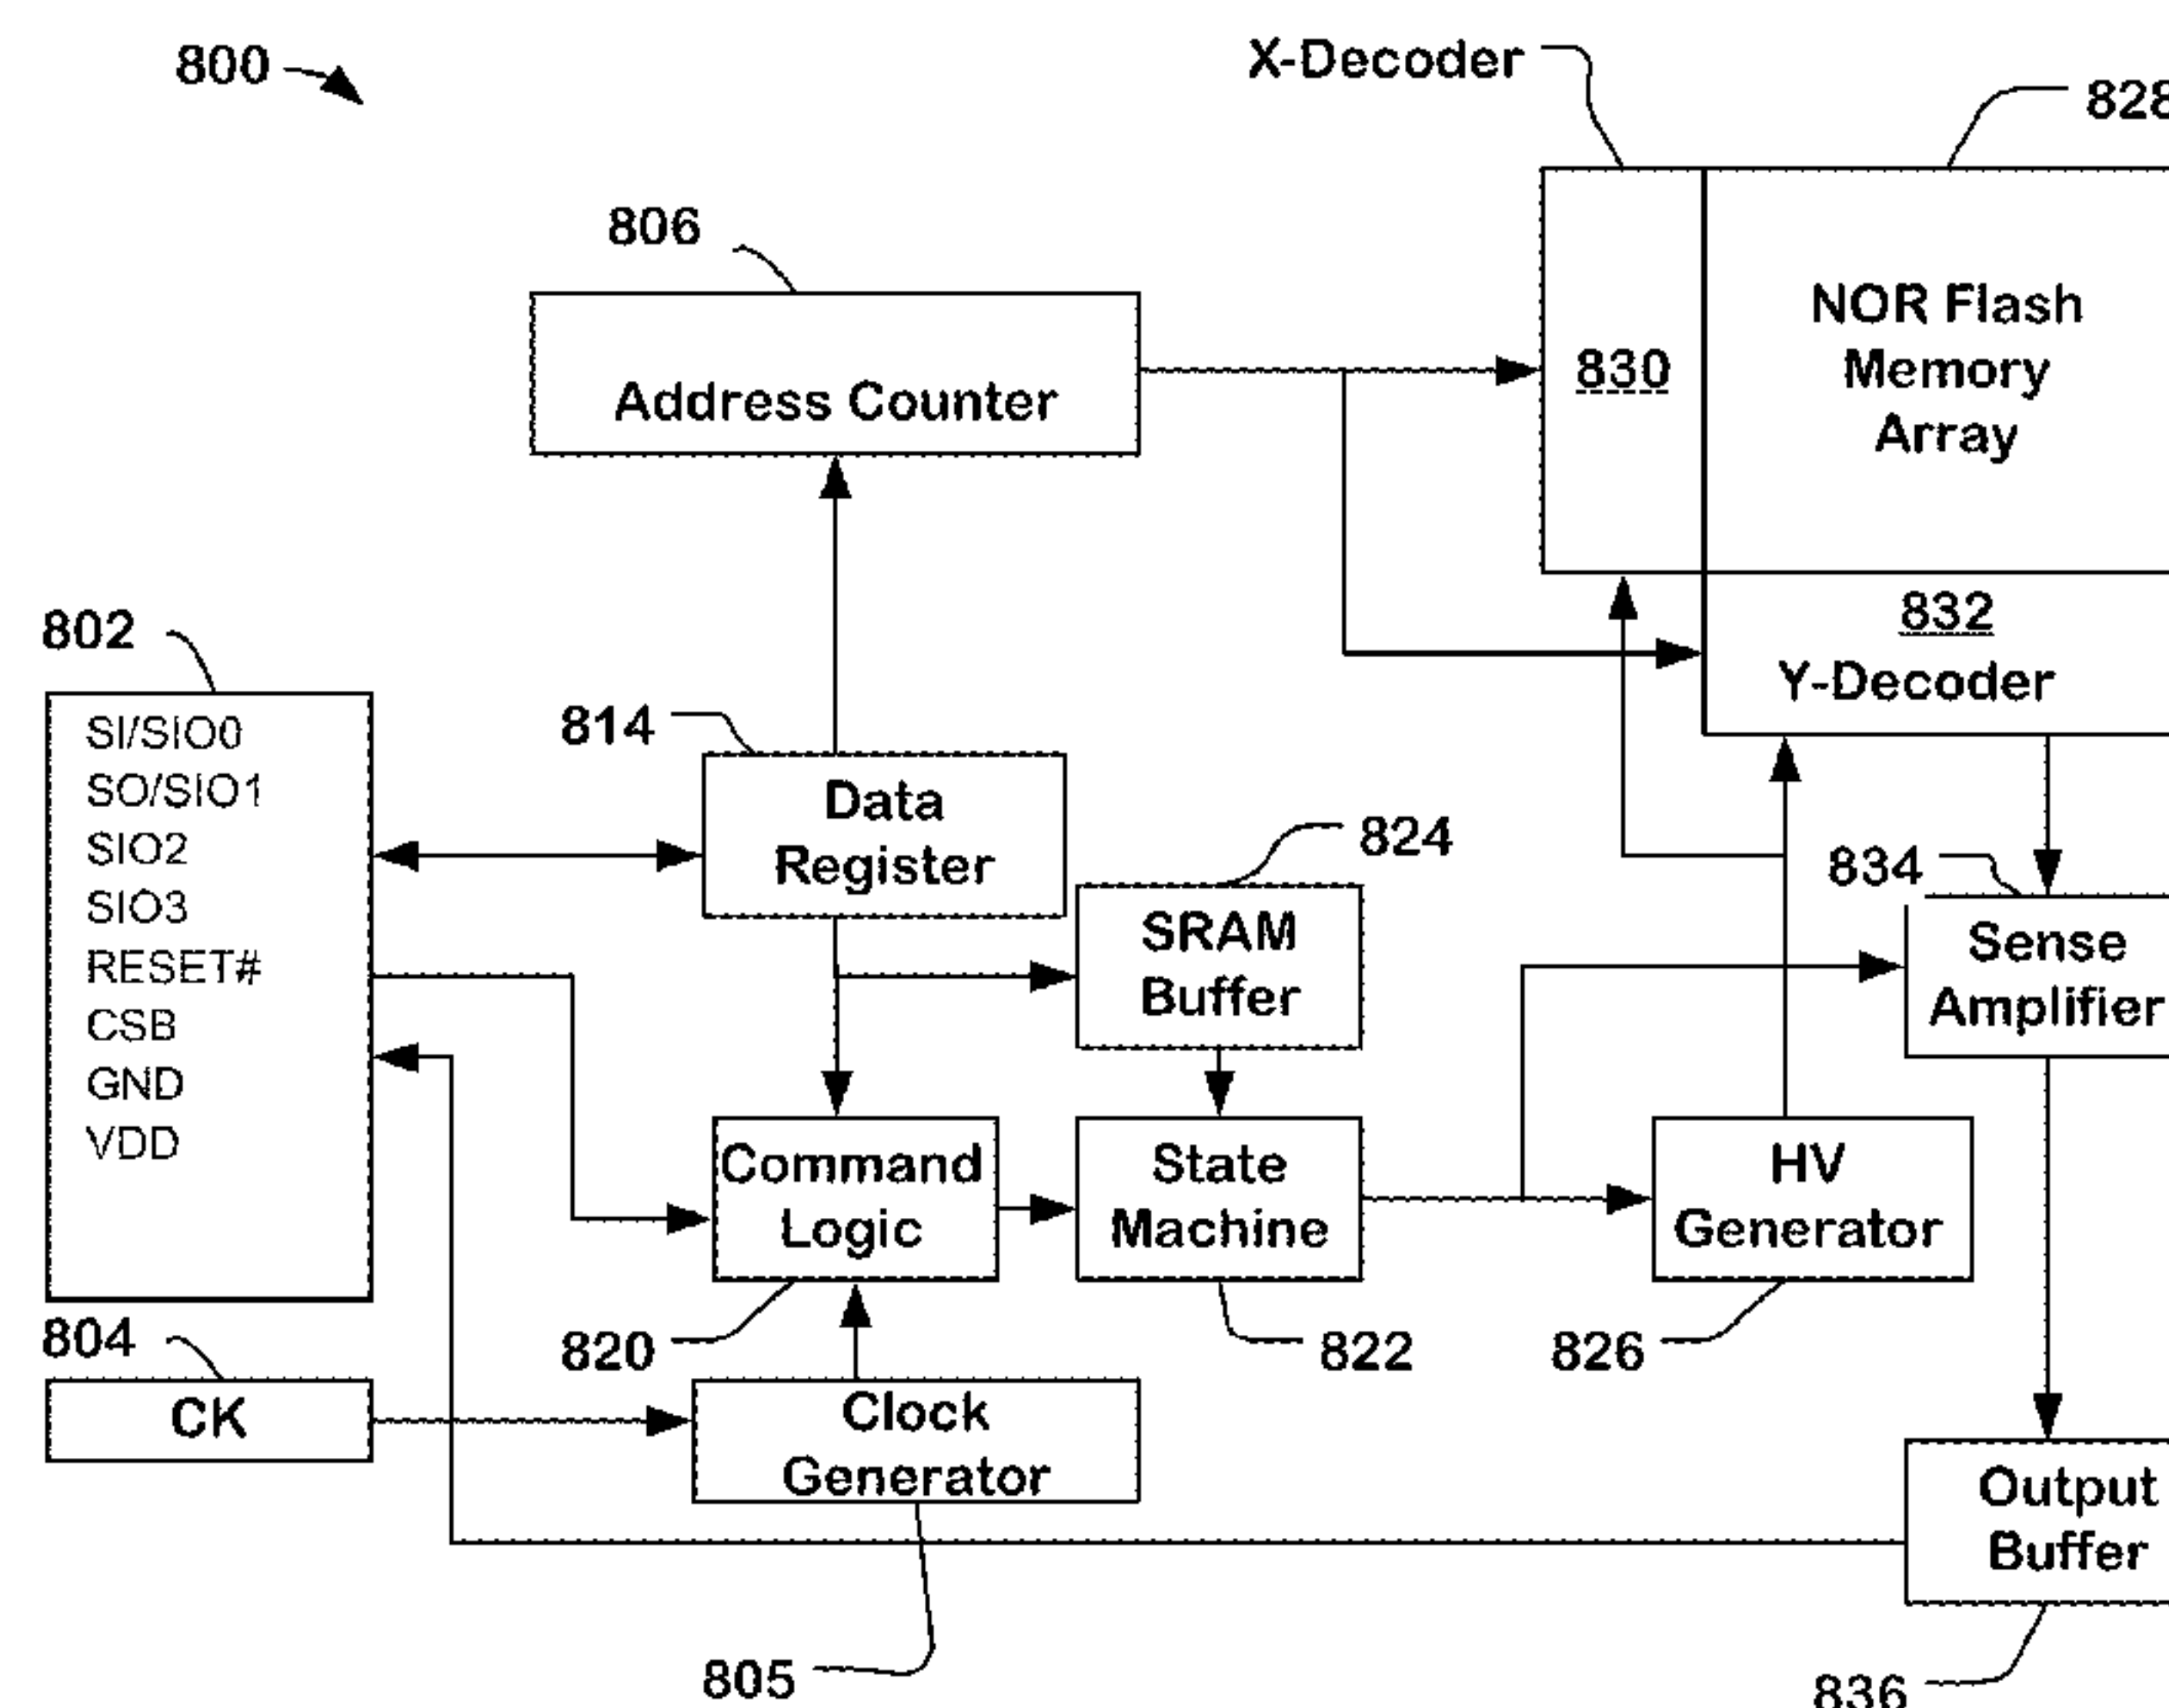 800
X-Decoder
828
806
Address Counter
830
NOR Flash
Memory
Array
832
Y-Decoder
802
SI/SIO0
SO/SIO1
SIO2
SIO3
RESET#
CSB
GND
VDD
814
Data
Register
824
SRAM
Buffer
834
Sense
Amplifier
Command
Logic
State
Machine
HV
Generator
820
822
826
804
CK
Clock
Generator
805
Output
Buffer
836